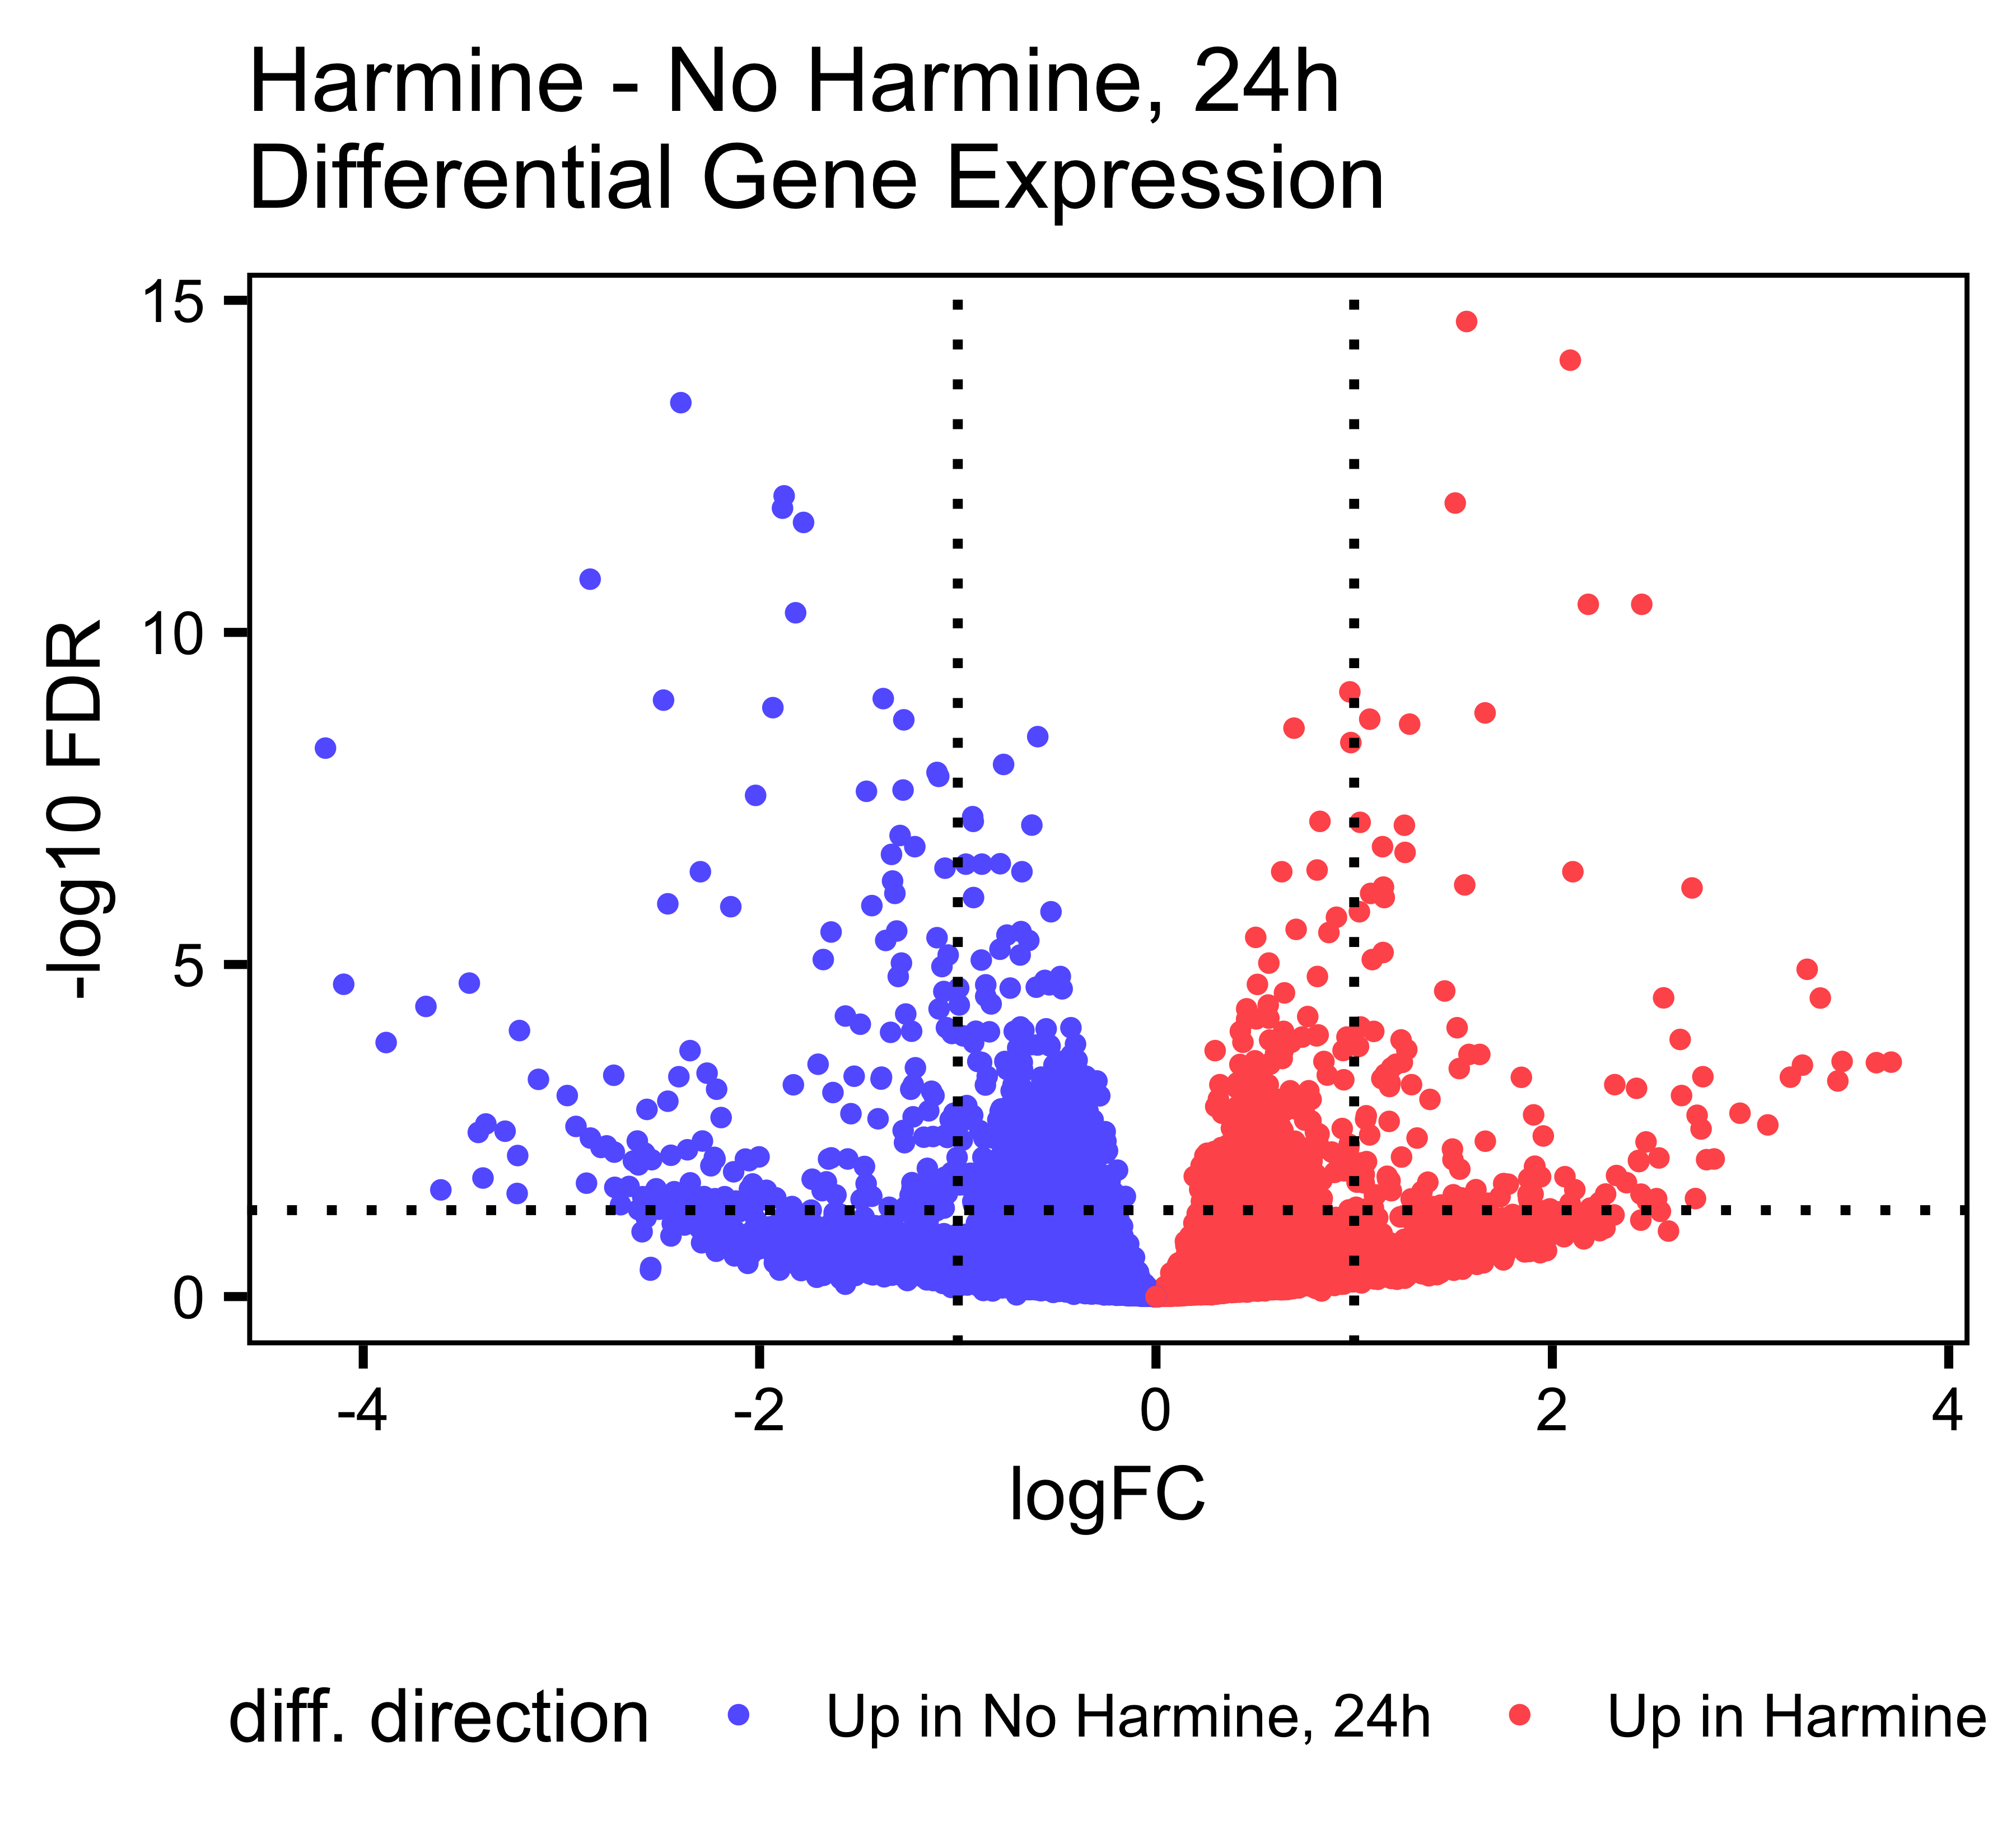 Harmine - No Harmine, 24h
Differential Gene Expression
15
10
5
0
-log10 FDR
-4 -2 0 2 4
logFC
diff. direction Up in No Harmine, 24h Up in Harmine